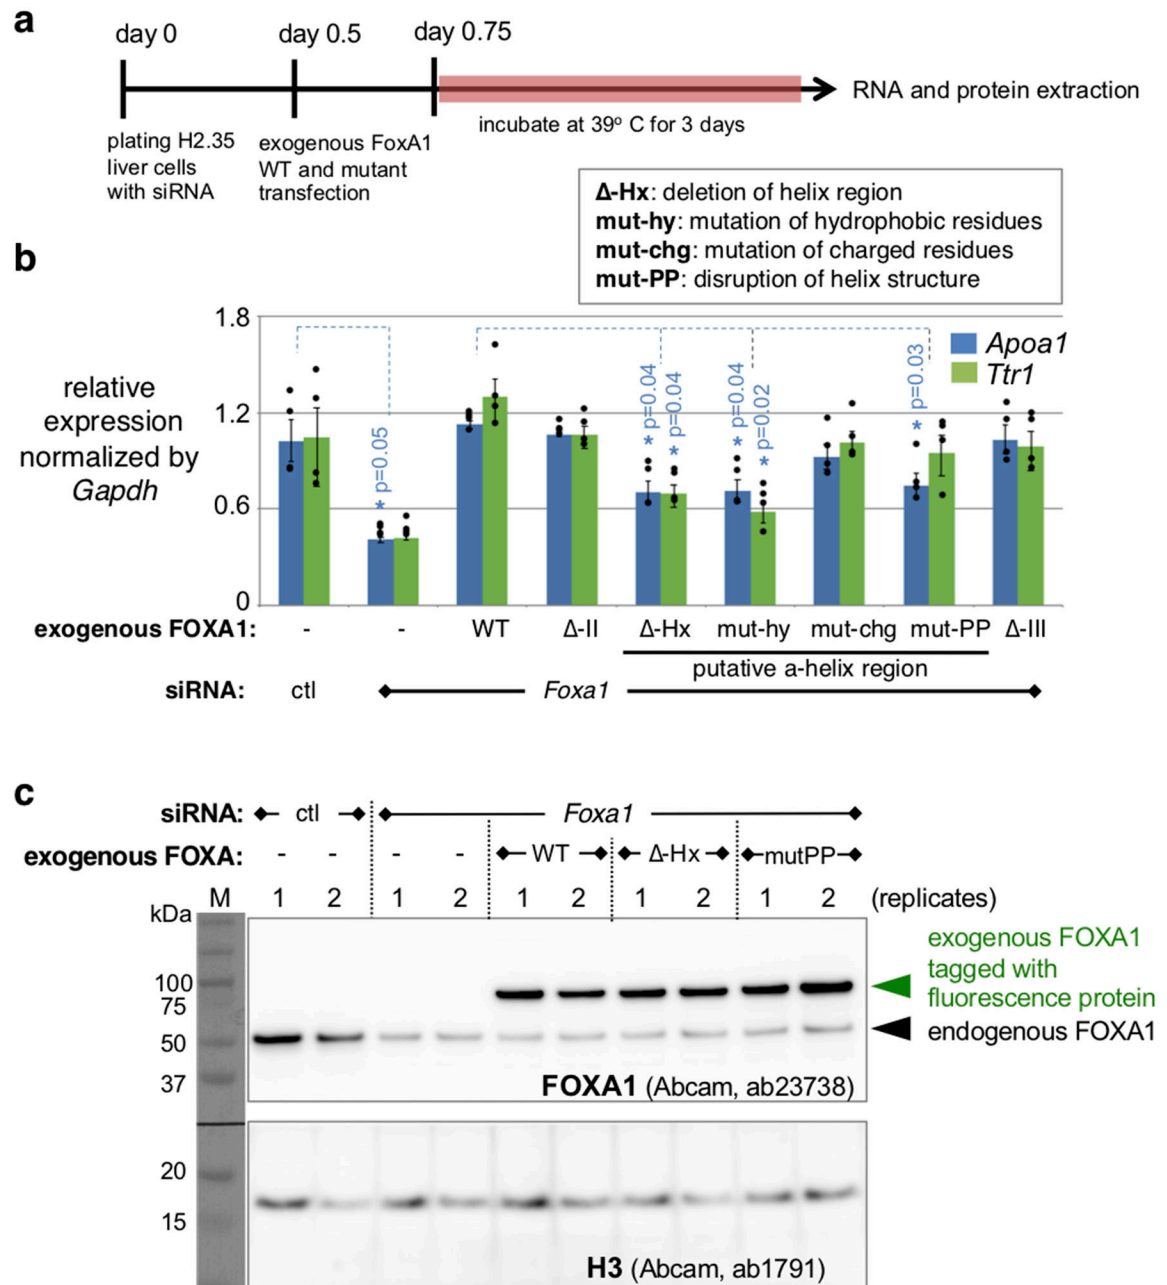 a
day 0
day 0.5
day 0.75
RNA and protein extraction
plating H2.35
liver cells
with siRNA
exogenous FoxA1
WT and mutant
transfection
incubate at 39º C for 3 days
Δ-Hx: deletion of helix region
mut-hy: mutation of hydrophobic residues
mut-chg: mutation of charged residues
mut-PP: disruption of helix structure
b
relative
expression
normalized by
Gapdh
1.8
1.2
0.6
0
* p=0.05
* p=0.04
* p=0.04
* p=0.04
* p=0.02
* p=0.03
Apoa1
Ttr1
exogenous FOXA1: - - WT Δ-II Δ-Hx mut-hy mut-chg mut-PP Δ-III
putative a-helix region
siRNA: ctl Foxa1
c
siRNA: ctl Foxa1
exogenous FOXA: - - - - WT Δ-Hx mutPP
M 1 2 1 2 1 2 1 2 1 2 (replicates)
kDa
100
75
50
37
20
15
exogenous FOXA1
tagged with
fluorescence protein
endogenous FOXA1
FOXA1 (Abcam, ab23738)
H3 (Abcam, ab1791)